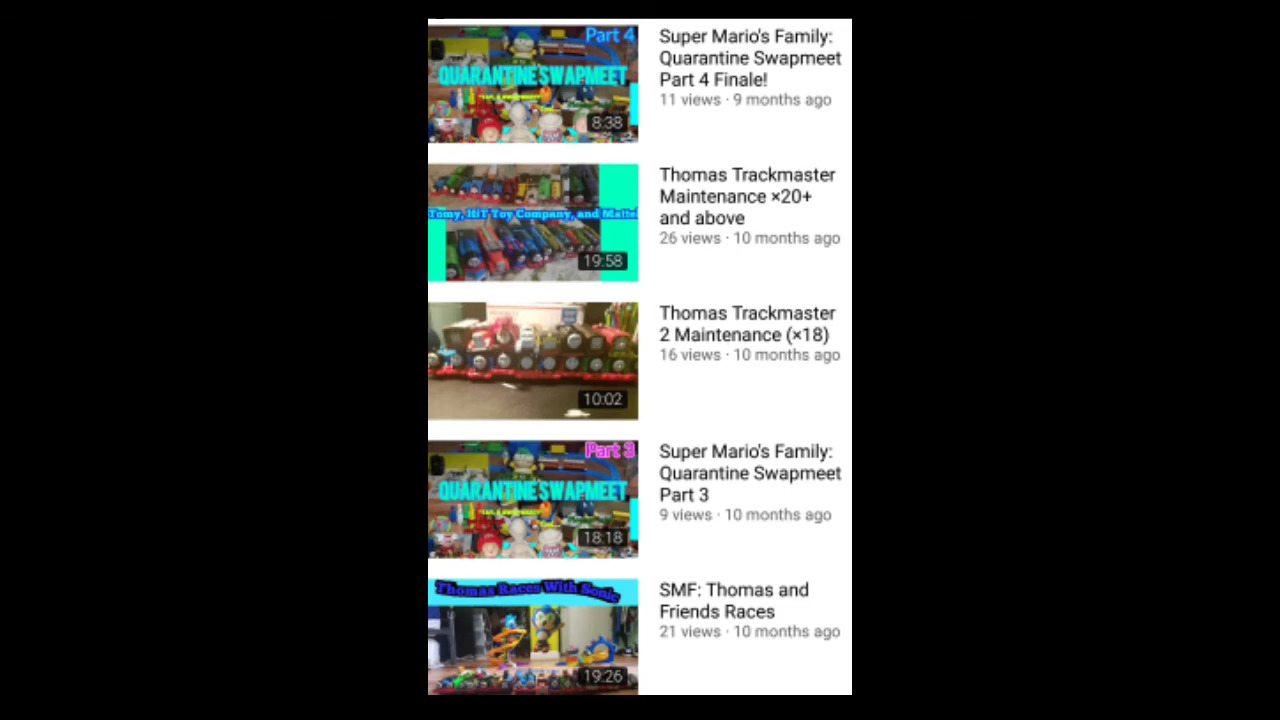 Part 4
QUARANTINE SWAPMEET
8:38
Super Mario's Family:
Quarantine Swapmeet
Part 4 Finale!
11 views · 9 months ago
Tomy, HiT Toy Company, and Mattel
19:58
Thomas Trackmaster
Maintenance ×20+
and above
26 views · 10 months ago
10:02
Thomas Trackmaster
2 Maintenance (×18)
16 views · 10 months ago
Part 3
QUARANTINE SWAPMEET
18:18
Super Mario's Family:
Quarantine Swapmeet
Part 3
9 views · 10 months ago
Thomas Races With Sonic
19:26
SMF: Thomas and
Friends Races
21 views · 10 months ago